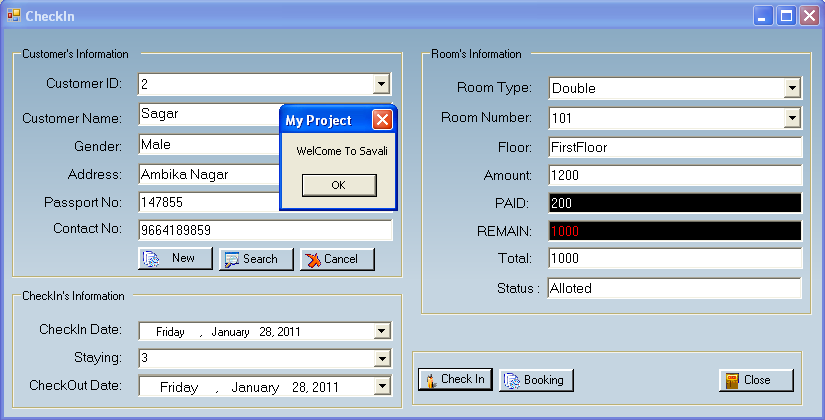 CheckIn
Customer's Information
Customer ID: 2
Customer Name: Sagar
Gender: Male
Address: Ambika Nagar
Passport No: 147855
Contact No: 9664189859
New Search Cancel
My Project
WelCome To Savali
OK
CheckIn's Information
CheckIn Date: Friday , January 28, 2011
Staying: 3
CheckOut Date: Friday , January 28, 2011
Room's Information
Room Type: Double
Room Number: 101
Floor: FirstFloor
Amount: 1200
PAID: 200
REMAIN: 1000
Total: 1000
Status : Alloted
Check In Booking Close